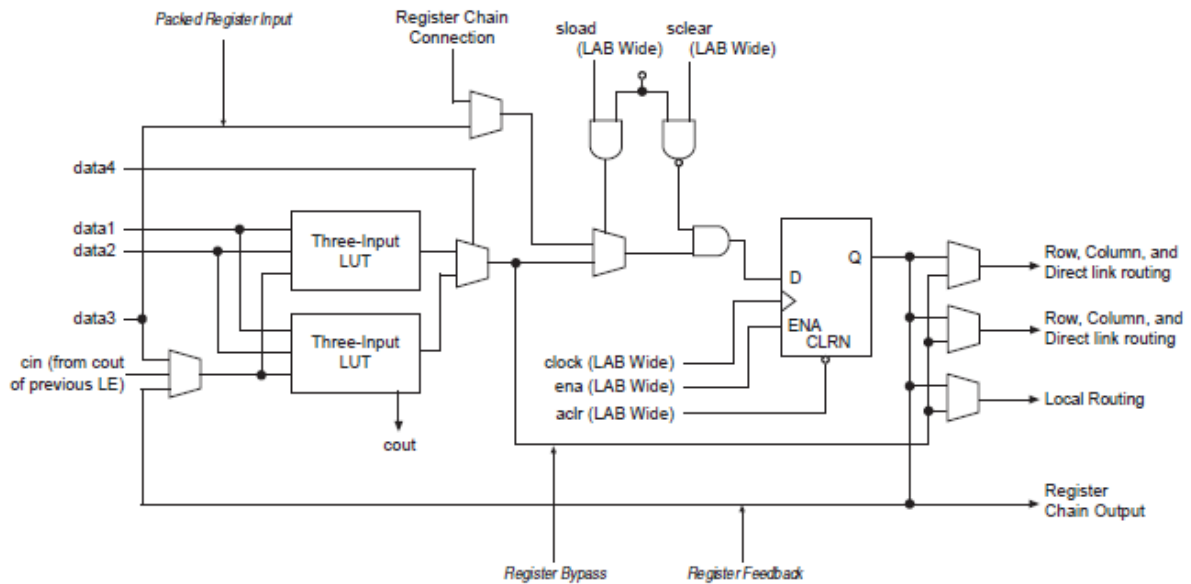 Packed Register Input
Register Chain
Connection
sload
(LAB Wide)
sclear
(LAB Wide)
data4
data1
data2
Three-Input
LUT
data3
Three-Input
LUT
cin (from cout
of previous LE)
cout
D
Q
ENA
CLRN
clock (LAB Wide)
ena (LAB Wide)
aclr (LAB Wide)
Row, Column, and
Direct link routing
Row, Column, and
Direct link routing
Local Routing
Register
Chain Output
Register Bypass
Register Feedback